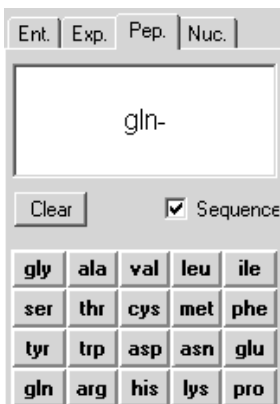 Ent. Exp. Pep. Nuc.
gln-
Clear Sequence
gly ala val leu ile
ser thr cys met phe
tyr trp asp asn glu
gln arg his lys pro